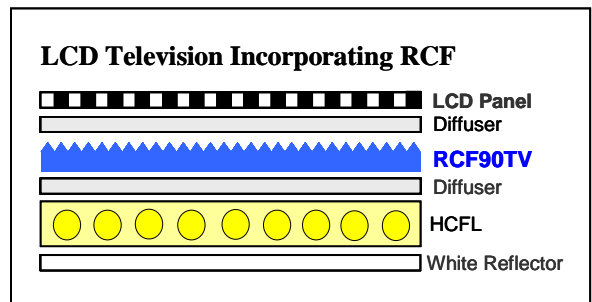 LCD Television Incorporating RCF
LCD Panel
Diffuser
RCF90TV
Diffuser
HCFL
White Reflector